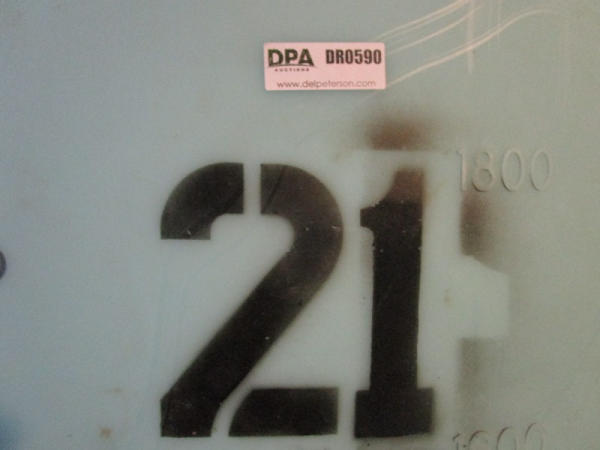 DPA DR0590
AUCTIONS
www.delpeterson.com
1800
21